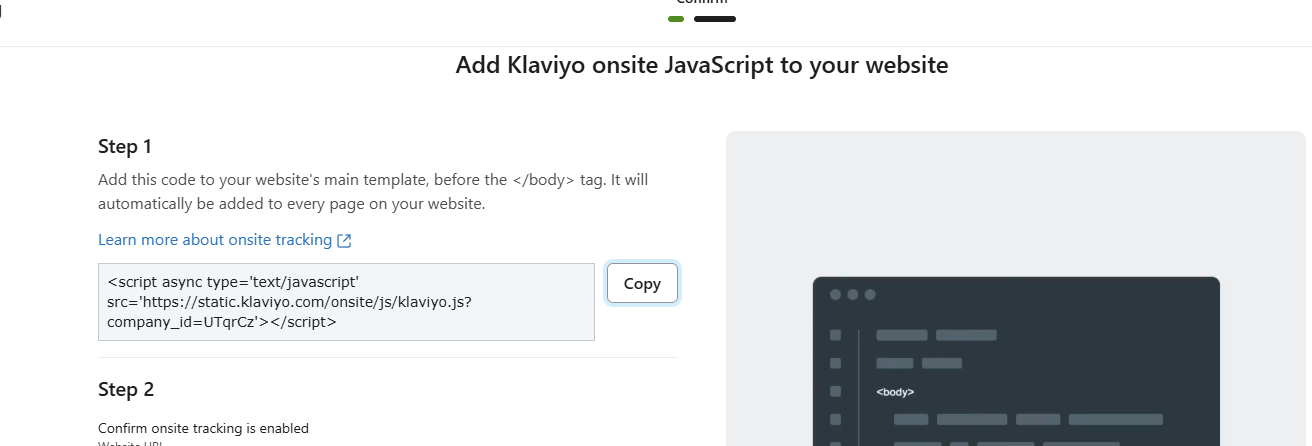 Confirm
Add Klaviyo onsite JavaScript to your website
Step 1
Add this code to your website's main template, before the </body> tag. It will
automatically be added to every page on your website.
Learn more about onsite tracking
<script async type='text/javascript'
src='https://static.klaviyo.com/onsite/js/klaviyo.js?
company_id=UTqrCz'></script>
Copy
<body>
Step 2
Confirm onsite tracking is enabled
Website URL